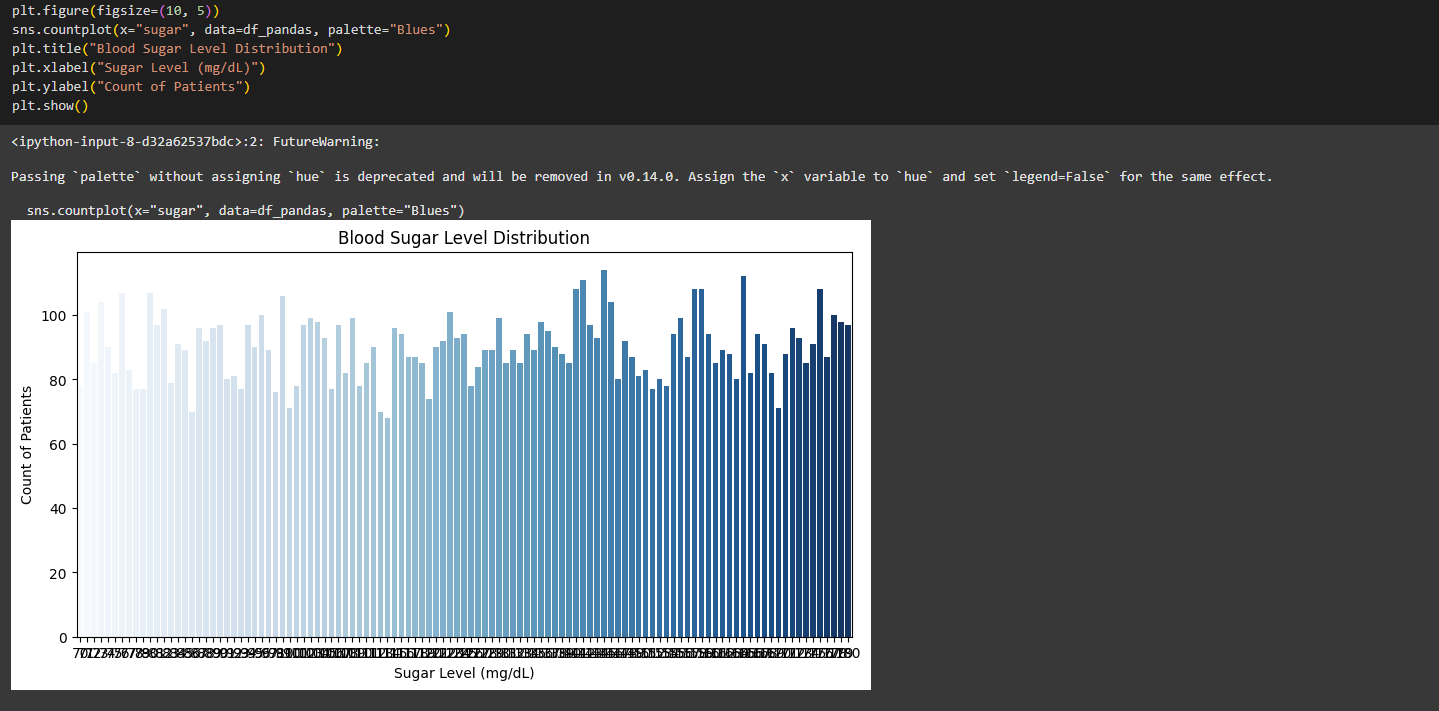 plt.figure(figsize=(10, 5))
sns.countplot(x="sugar", data=df_pandas, palette="Blues")
plt.title("Blood Sugar Level Distribution")
plt.xlabel("Sugar Level (mg/dL)")
plt.ylabel("Count of Patients")
plt.show()
<ipython-input-8-d32a62537bdc>:2: FutureWarning:
Passing `palette` without assigning `hue` is deprecated and will be removed in v0.14.0. Assign the `x` variable to `hue` and set `legend=False` for the same effect.
sns.countplot(x="sugar", data=df_pandas, palette="Blues")
Blood Sugar Level Distribution
100
80
60
40
20
0
Count of Patients
Sugar Level (mg/dL)